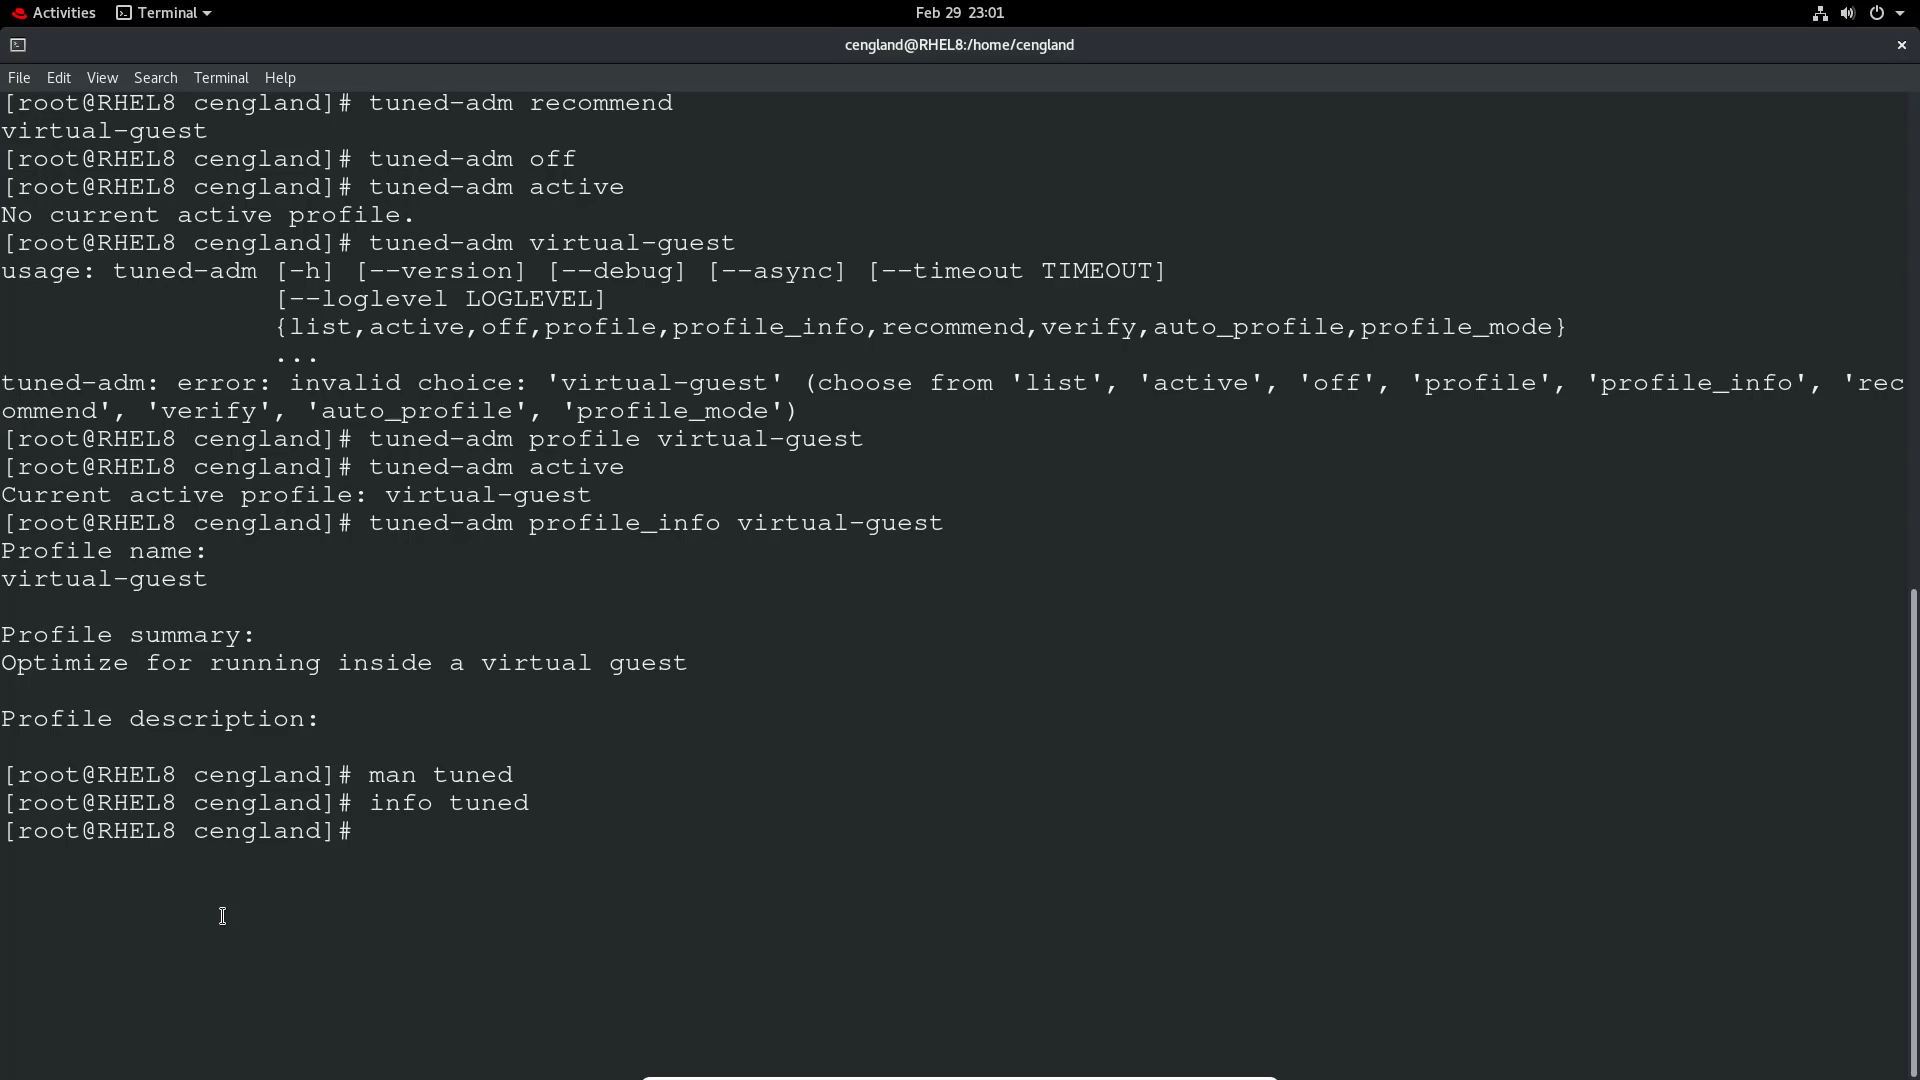 Activities Terminal Feb 29 23:01
cengland@RHEL8:/home/cengland
File Edit View Search Terminal Help
[root@RHEL8 cengland]# tuned-adm recommend
virtual-guest
[root@RHEL8 cengland]# tuned-adm off
[root@RHEL8 cengland]# tuned-adm active
No current active profile.
[root@RHEL8 cengland]# tuned-adm virtual-guest
usage: tuned-adm [-h] [--version] [--debug] [--async] [--timeout TIMEOUT]
[--loglevel LOGLEVEL]
{list,active,off,profile,profile_info,recommend,verify,auto_profile,profile_mode}
...
tuned-adm: error: invalid choice: 'virtual-guest' (choose from 'list', 'active', 'off', 'profile', 'profile_info', 'rec
ommend', 'verify', 'auto_profile', 'profile_mode')
[root@RHEL8 cengland]# tuned-adm profile virtual-guest
[root@RHEL8 cengland]# tuned-adm active
Current active profile: virtual-guest
[root@RHEL8 cengland]# tuned-adm profile_info virtual-guest
Profile name:
virtual-guest
Profile summary:
Optimize for running inside a virtual guest
Profile description:
[root@RHEL8 cengland]# man tuned
[root@RHEL8 cengland]# info tuned
[root@RHEL8 cengland]#